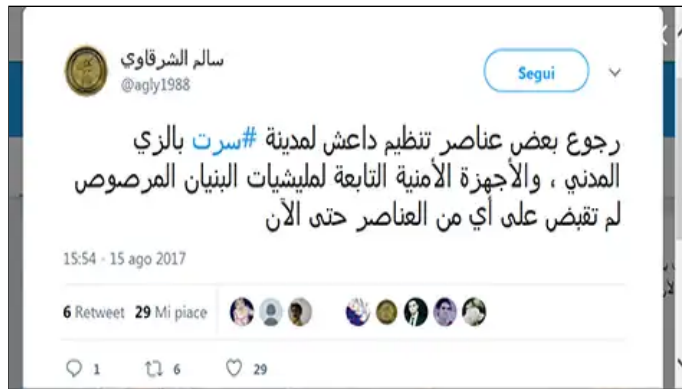 سالم الشرقاوي
@agly1988
Segui
رجوع بعض عناصر تنظيم داعش لمدينة #سرت بالزي
المدني ، والأجهزة الأمنية التابعة لمليشيات البنيان المرصوص
لم تقبض على أي من العناصر حتى الآن
15:54 - 15 ago 2017
6 Retweet 29 Mi piace
1 6 29